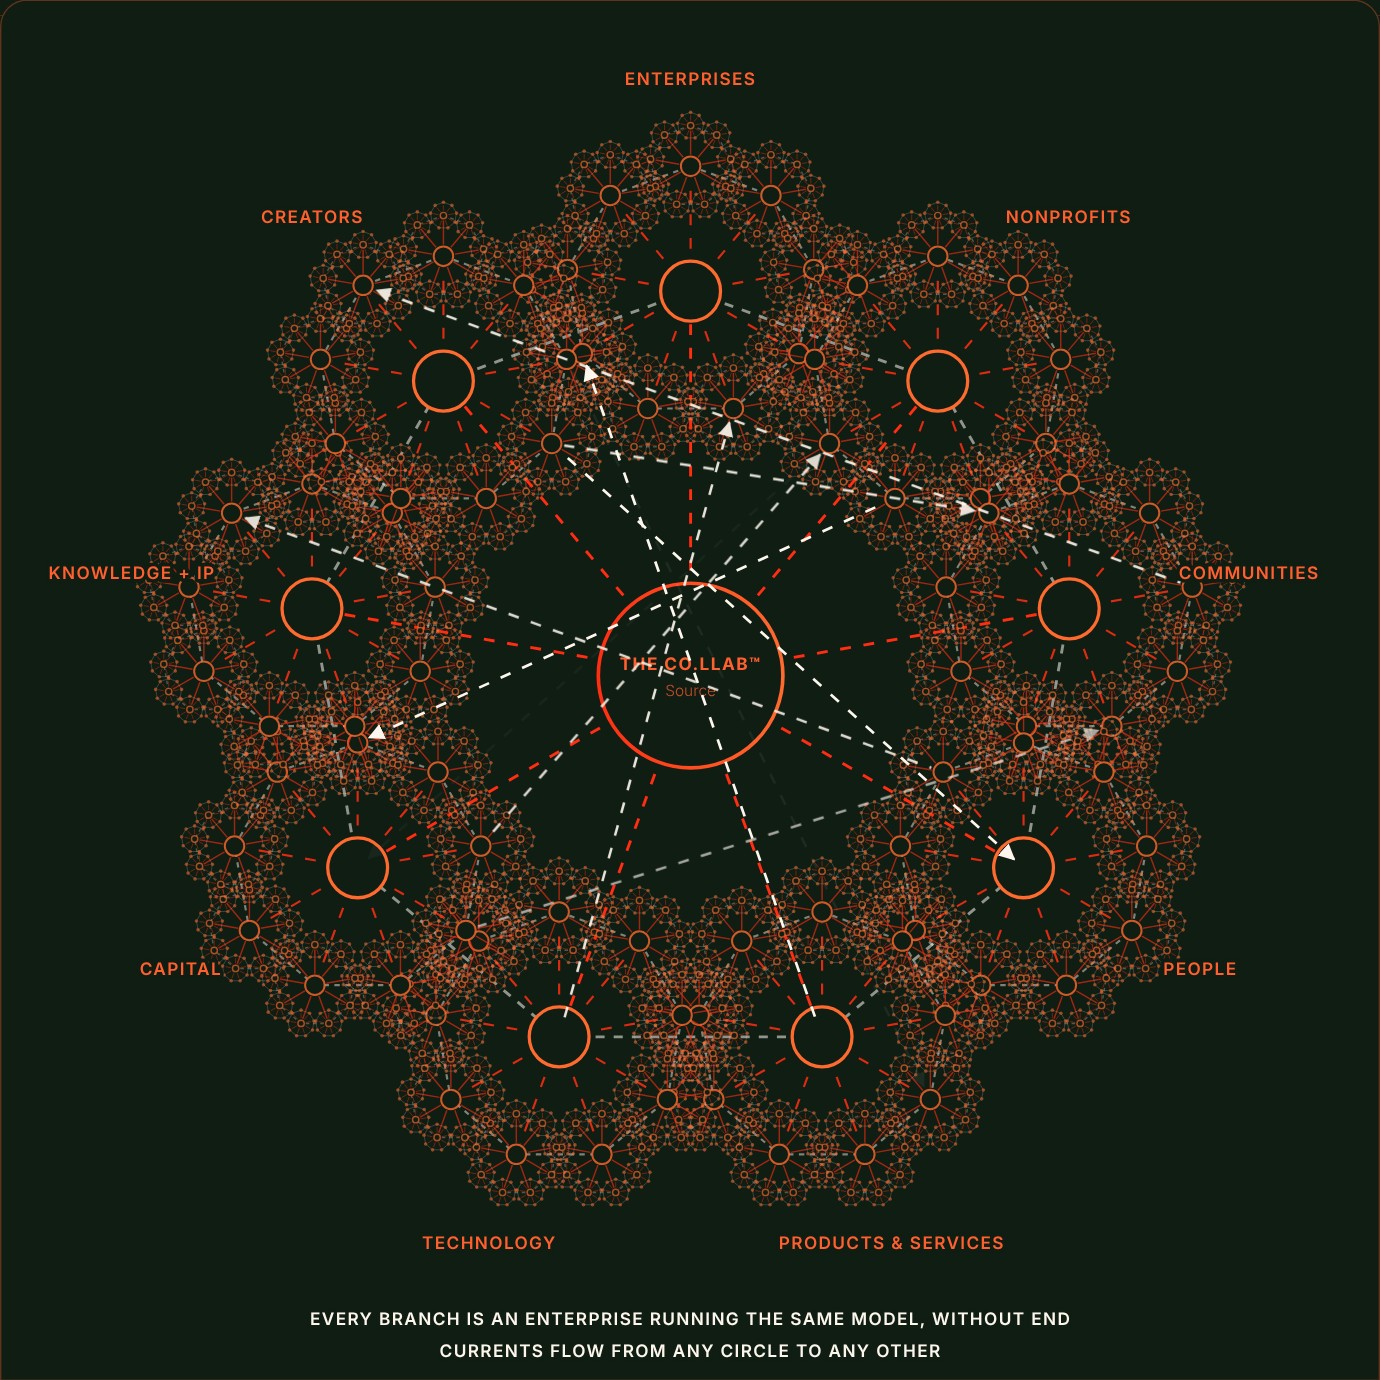 ENTERPRISES
CREATORS
NONPROFITS
KNOWLEDGE + IP
COMMUNITIES
THE CO.LLAB™
Source
CAPITAL
PEOPLE
TECHNOLOGY
PRODUCTS & SERVICES
EVERY BRANCH IS AN ENTERPRISE RUNNING THE SAME MODEL, WITHOUT END
CURRENTS FLOW FROM ANY CIRCLE TO ANY OTHER